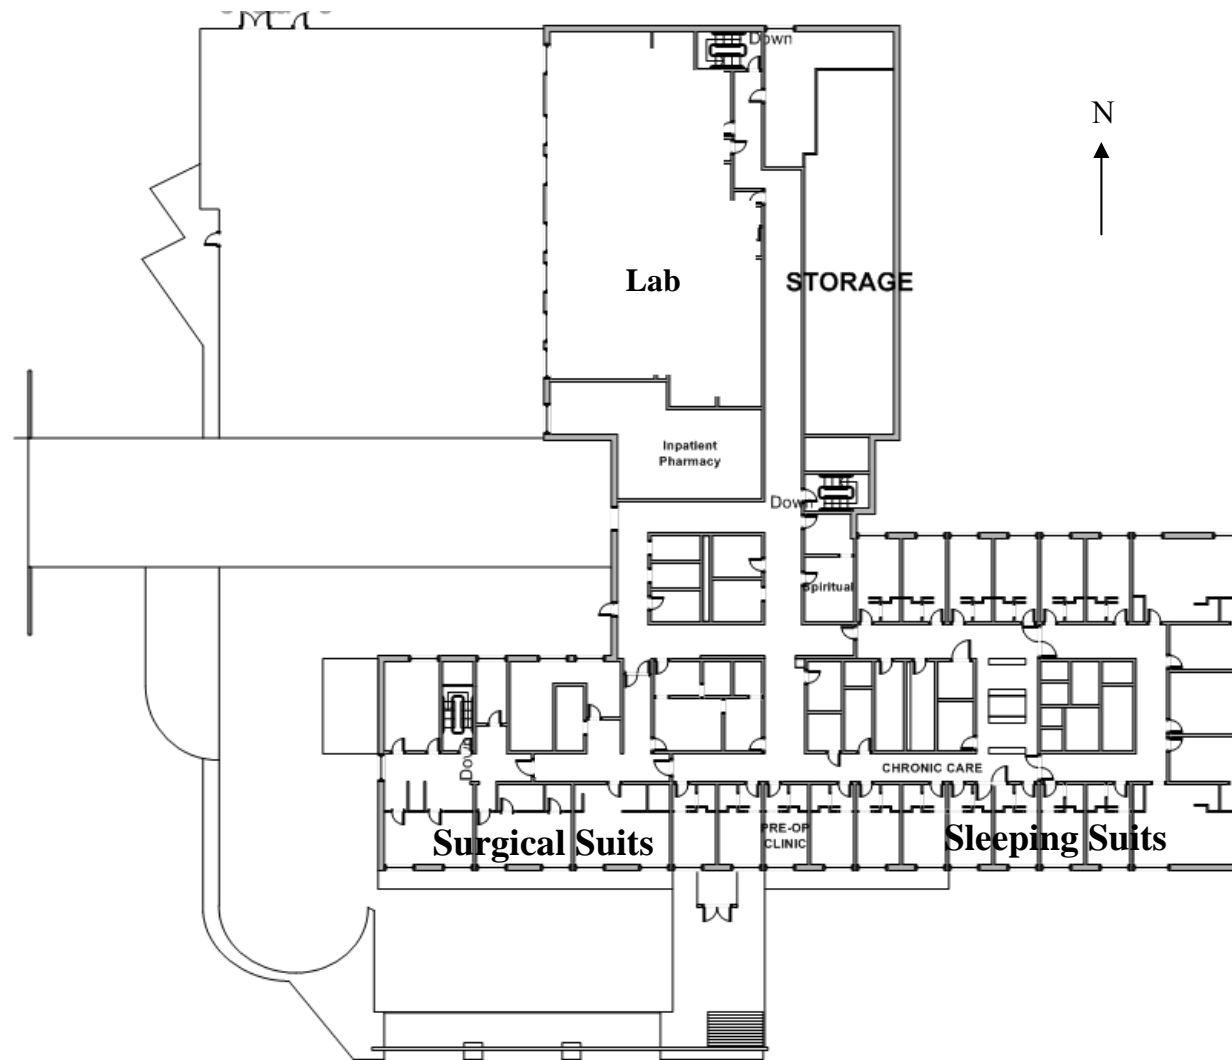 Down
N
Lab
STORAGE
Inpatient
Pharmacy
Down
Spiritual
Down
CHRONIC CARE
PRE-OP
CLINIC
Surgical Suits
Sleeping Suits